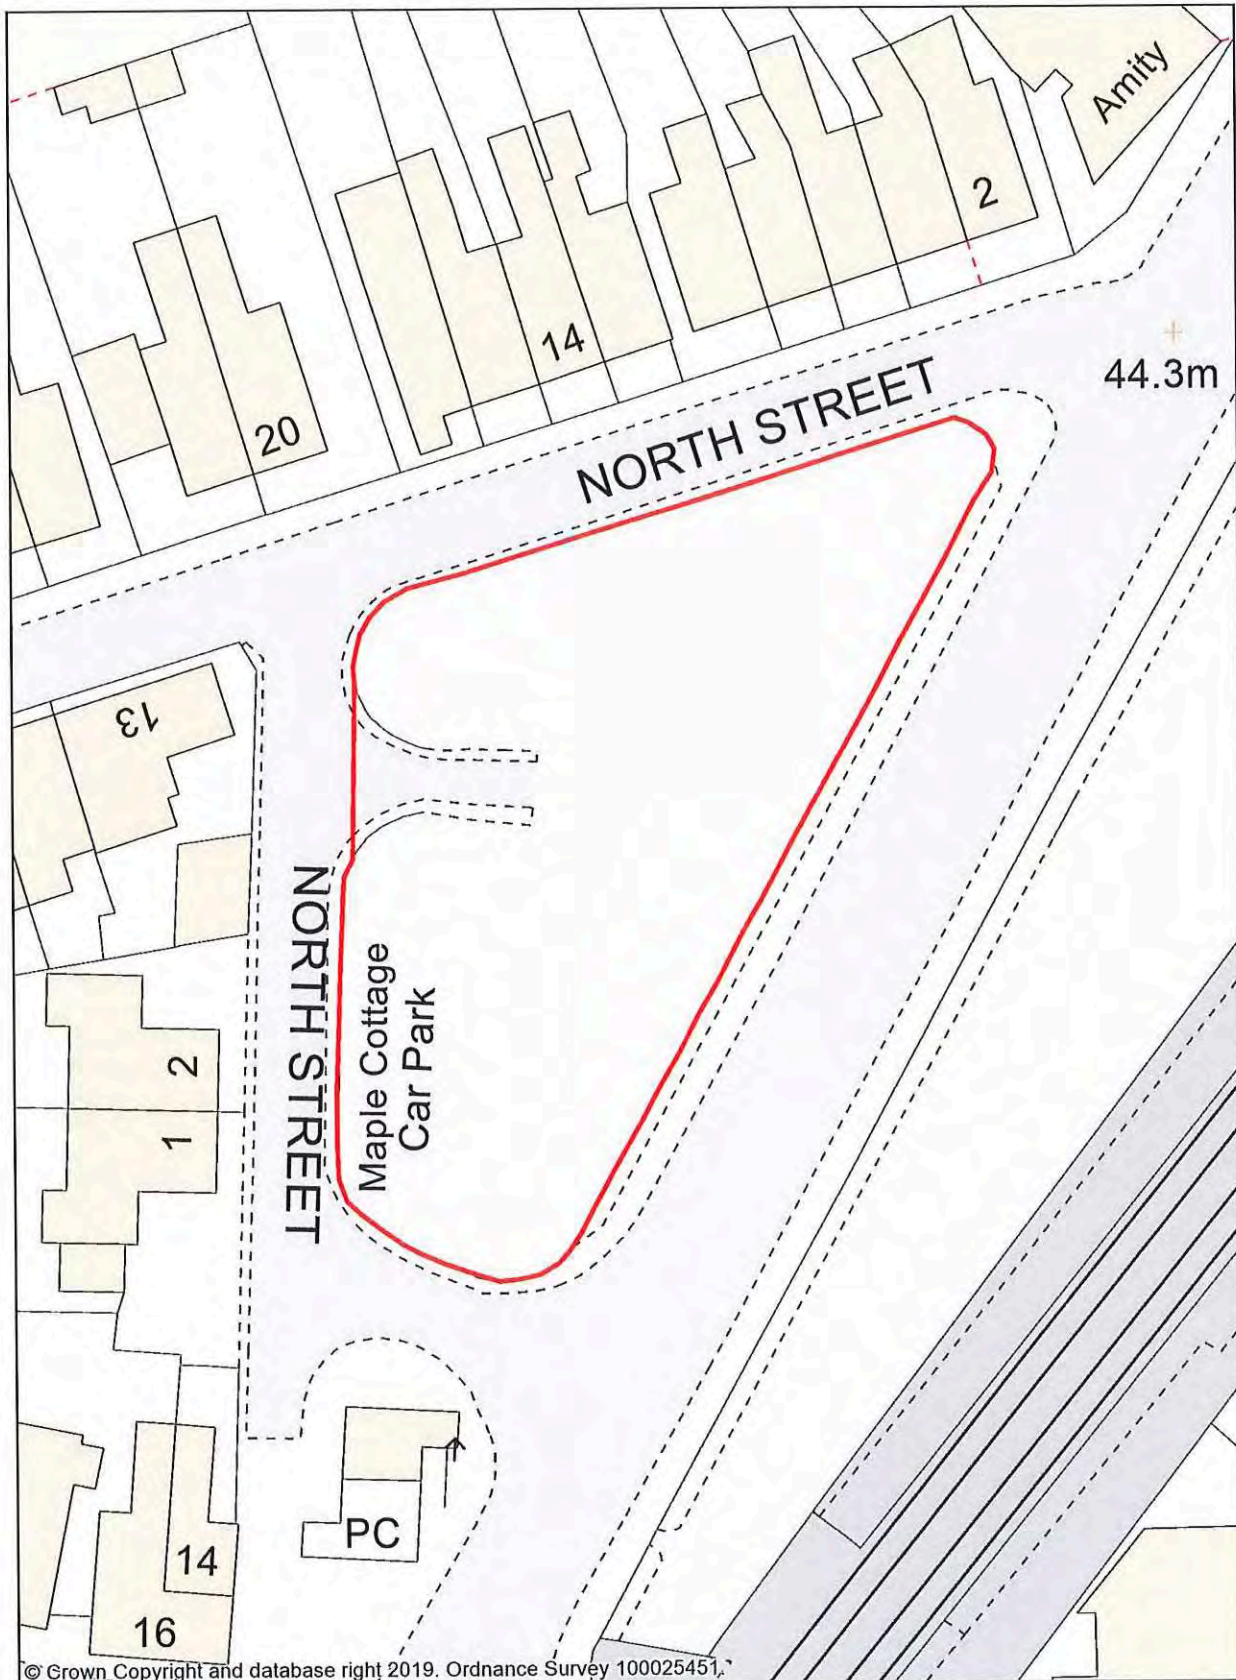 Amity
2
14
20
NORTH STREET
44.3m
13
NORTH STREET
Maple Cottage
Car Park
2
1
PC
14
16
© Crown Copyright and database right 2019. Ordnance Survey 100025451.